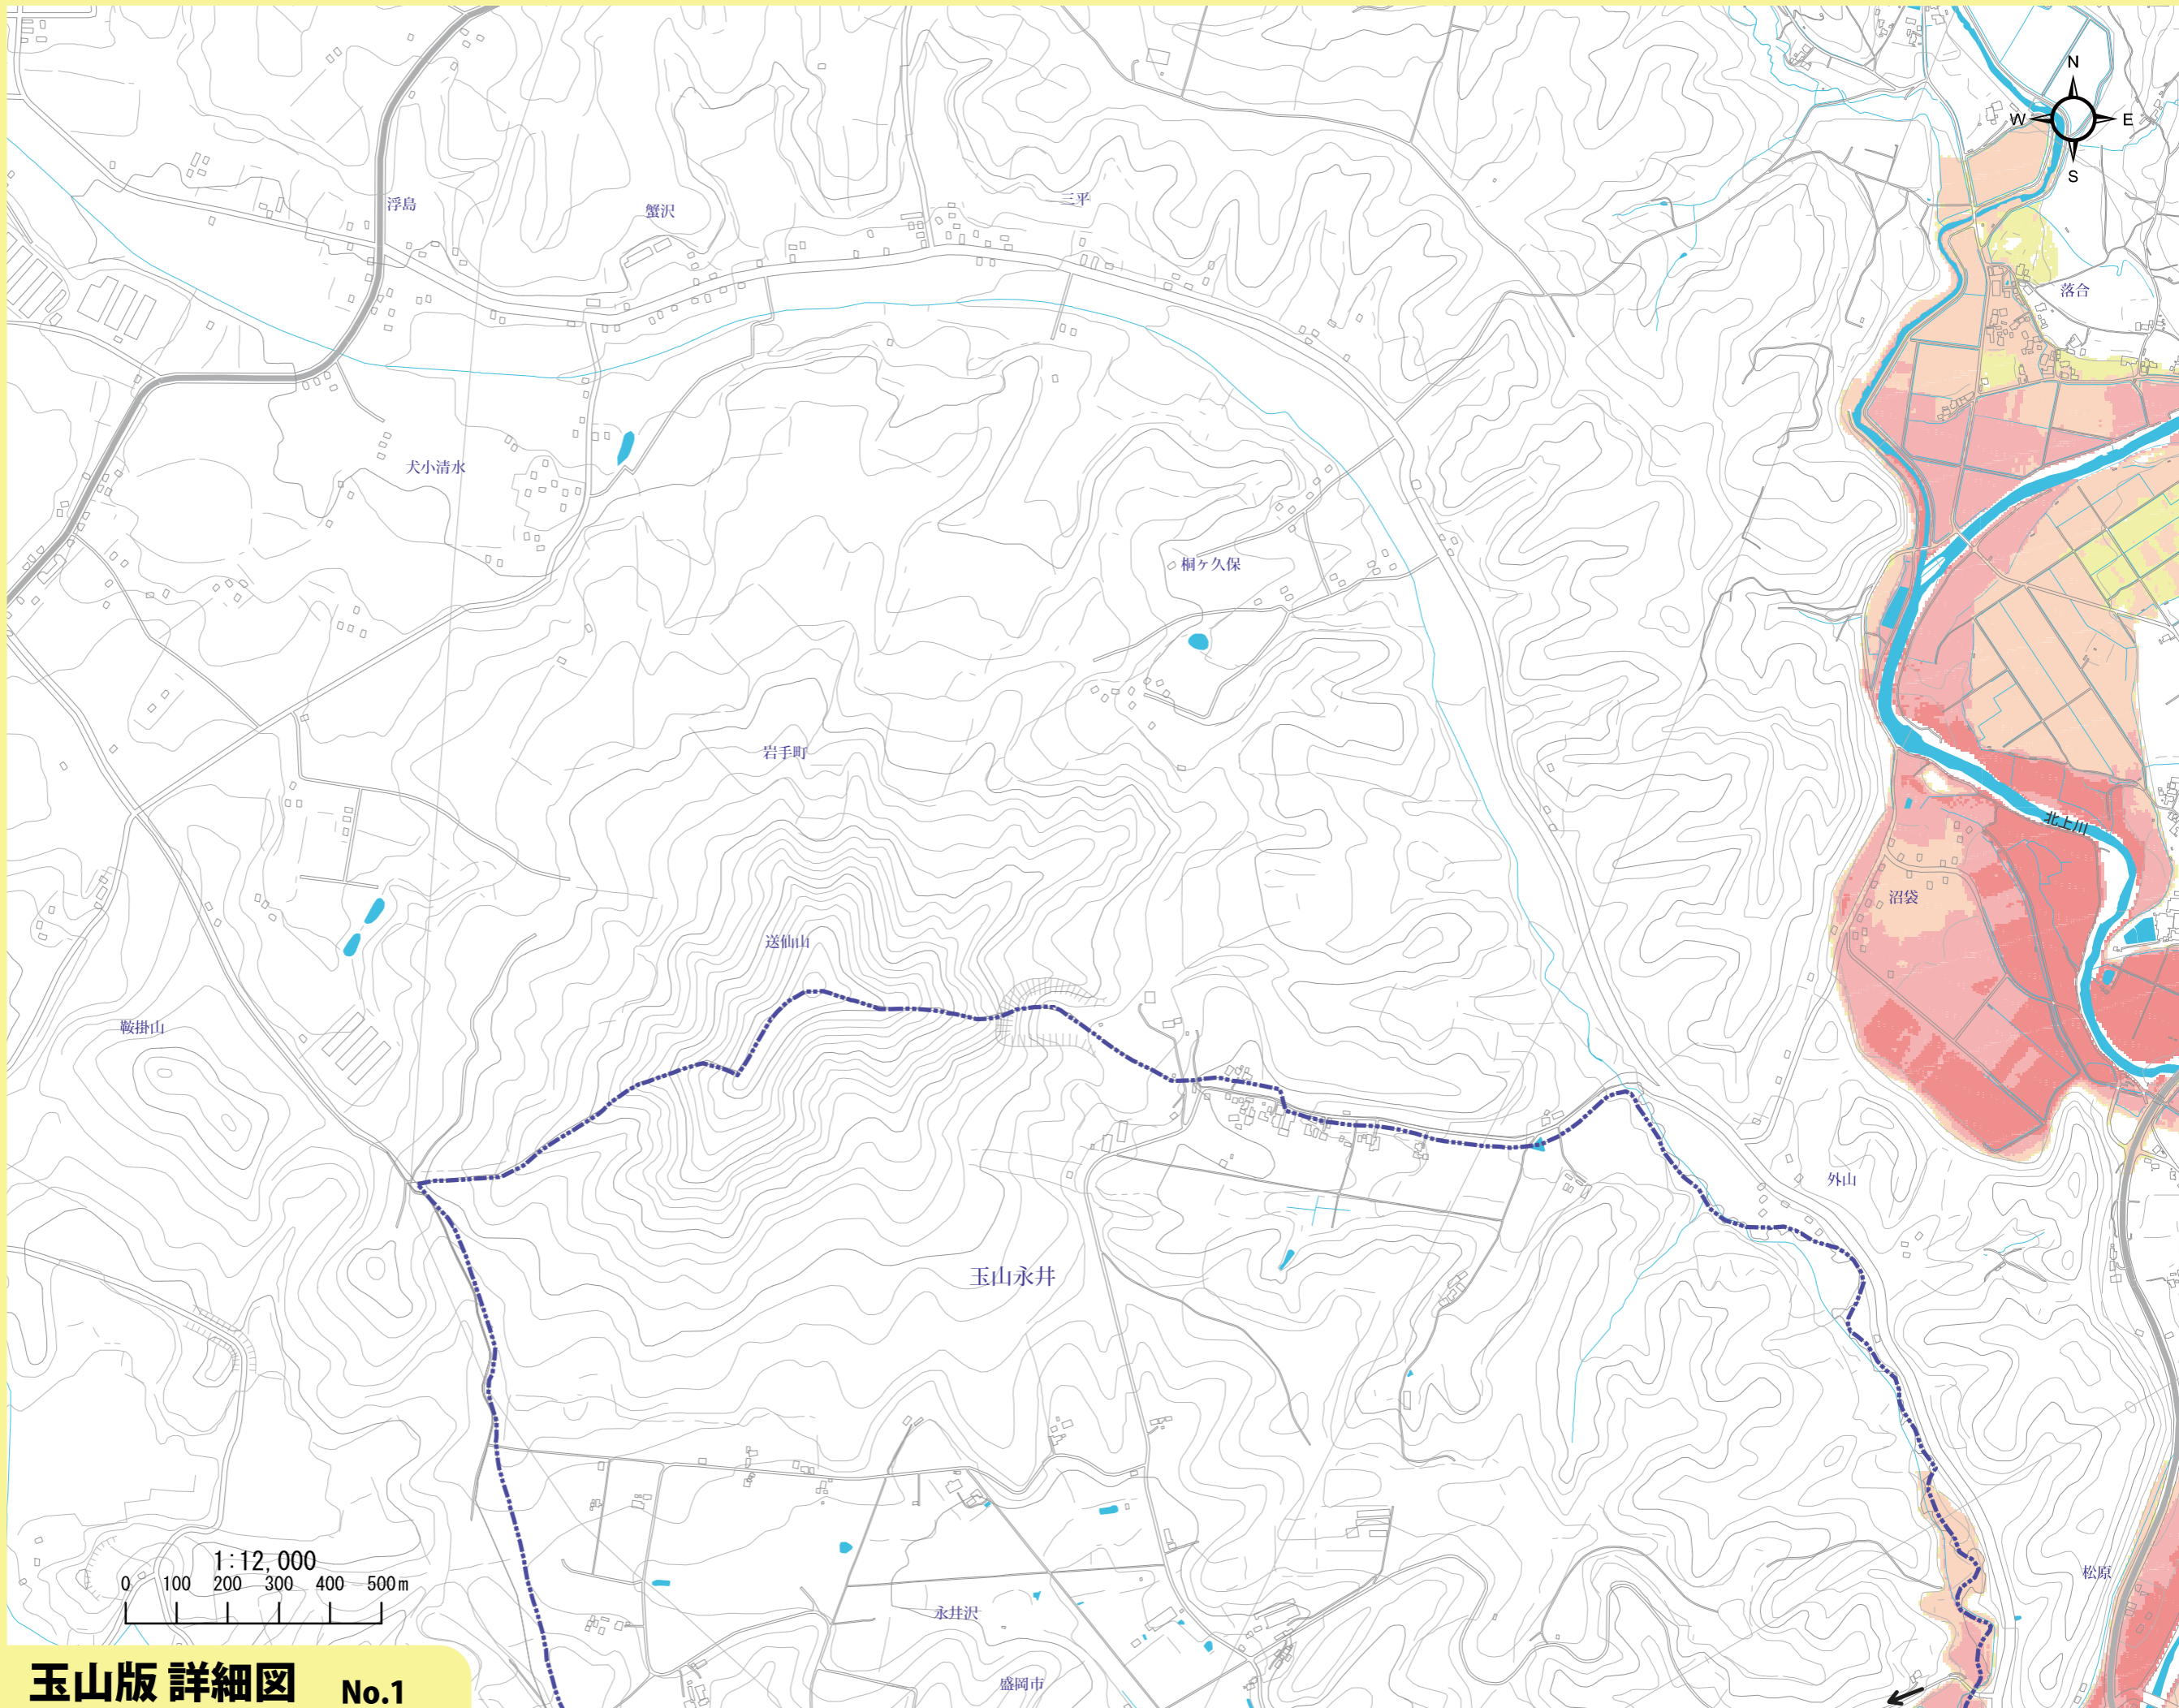 N
W
E
S
浮島
蟹沢
三平
落合
犬小清水
桐ヶ久保
岩手町
北上川
沼袋
送仙山
鞍掛山
外山
玉山永井
1:12,000
0 100 200 300 400 500m
松原
永井沢
盛岡市
玉山版 詳細図 No.1